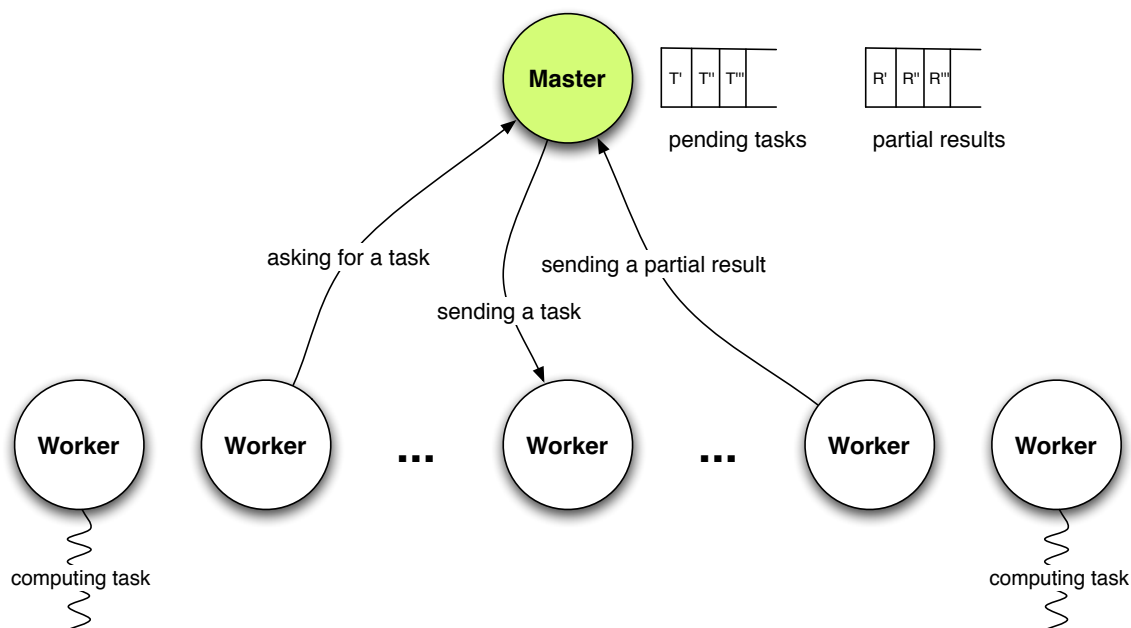 Master
T' T'' T''' R' R'' R'''
pending tasks partial results
asking for a task
sending a partial result
sending a task
Worker Worker ... Worker ... Worker Worker
computing task computing task